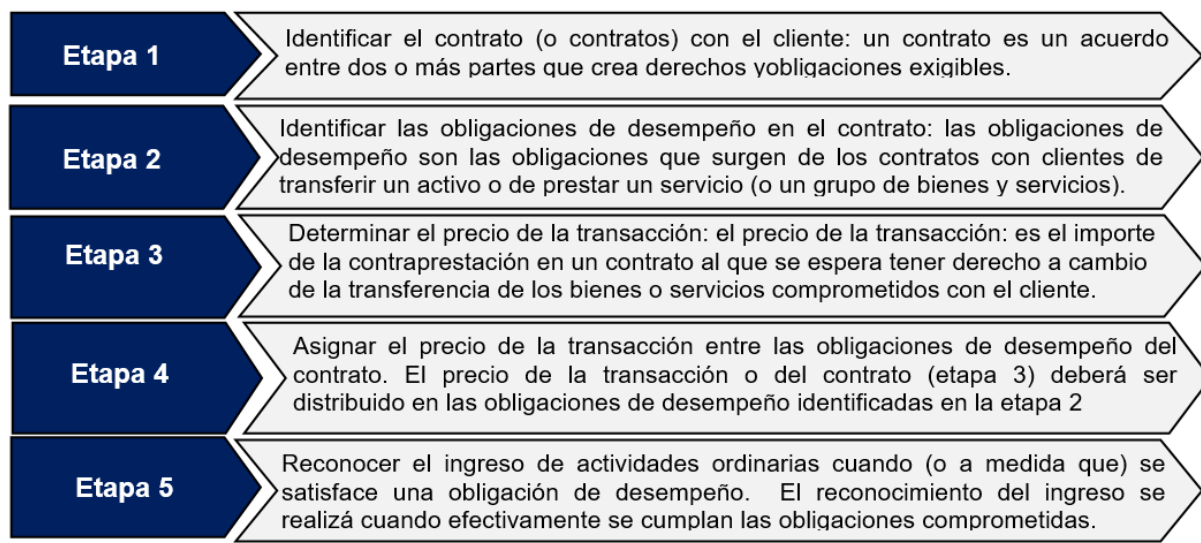 Etapa 1
Identificar el contrato (o contratos) con el cliente: un contrato es un acuerdo
entre dos o más partes que crea derechos yobligaciones exigibles.
Etapa 2
Identificar las obligaciones de desempeño en el contrato: las obligaciones de
desempeño son las obligaciones que surgen de los contratos con clientes de
transferir un activo o de prestar un servicio (o un grupo de bienes y servicios).
Etapa 3
Determinar el precio de la transacción: el precio de la transacción: es el importe
de la contraprestación en un contrato al que se espera tener derecho a cambio
de la transferencia de los bienes o servicios comprometidos con el cliente.
Etapa 4
Asignar el precio de la transacción entre las obligaciones de desempeño del
contrato. El precio de la transacción o del contrato (etapa 3) deberá ser
distribuido en las obligaciones de desempeño identificadas en la etapa 2
Etapa 5
Reconocer el ingreso de actividades ordinarias cuando (o a medida que) se
satisface una obligación de desempeño. El reconocimiento del ingreso se
realizá cuando efectivamente se cumplan las obligaciones comprometidas.